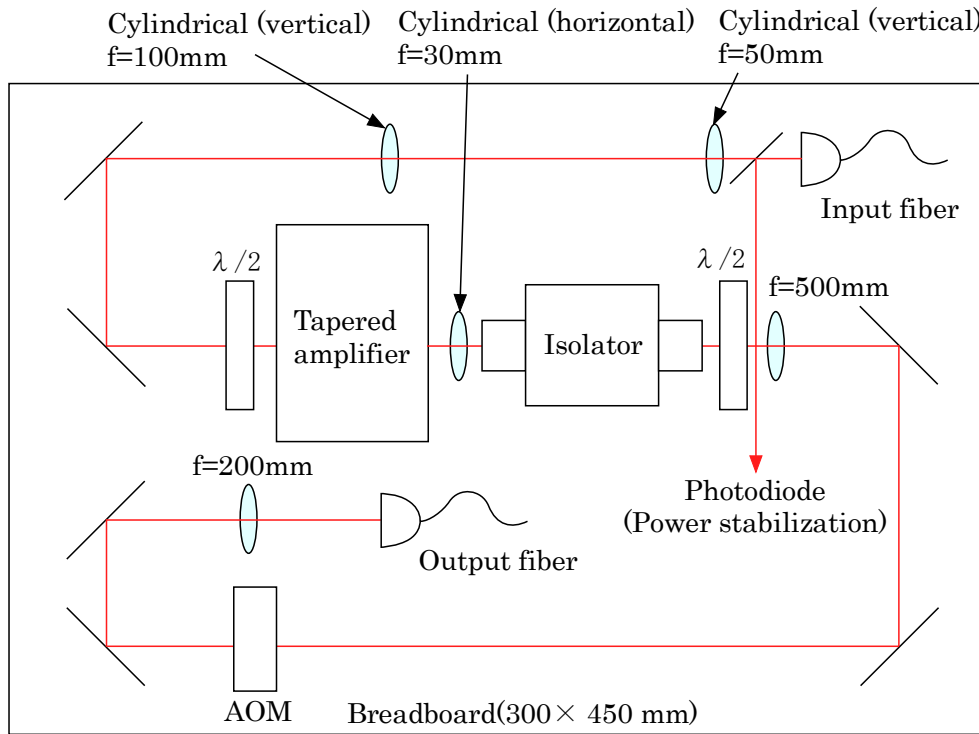 Cylindrical (vertical)
f=100mm
Cylindrical (horizontal)
f=30mm
Cylindrical (vertical)
f=50mm
Input fiber
λ/2
Tapered
amplifier
Isolator
λ/2
f=500mm
f=200mm
Photodiode
(Power stabilization)
Output fiber
AOM
Breadboard(300× 450 mm)